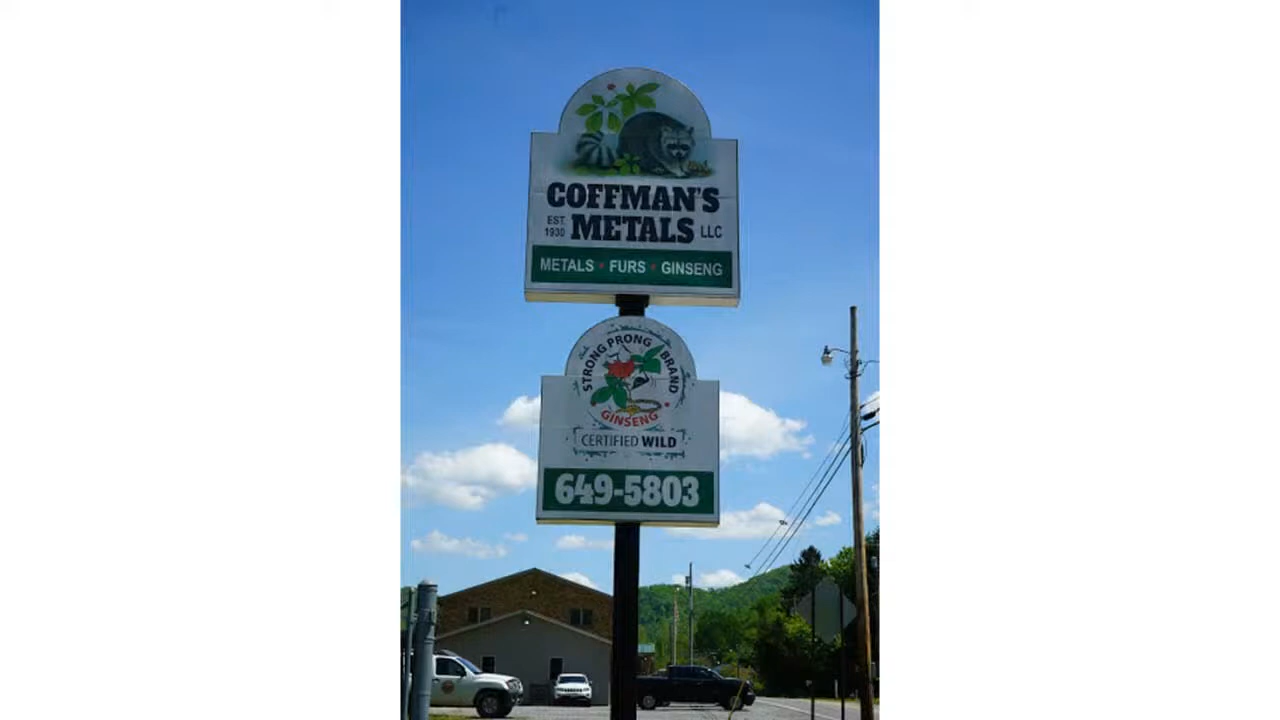 COFFMAN'S
EST. 1930 METALS LLC
METALS • FURS • GINSENG
STRONG PRONG BRAND
GINSENG
CERTIFIED WILD
649-5803